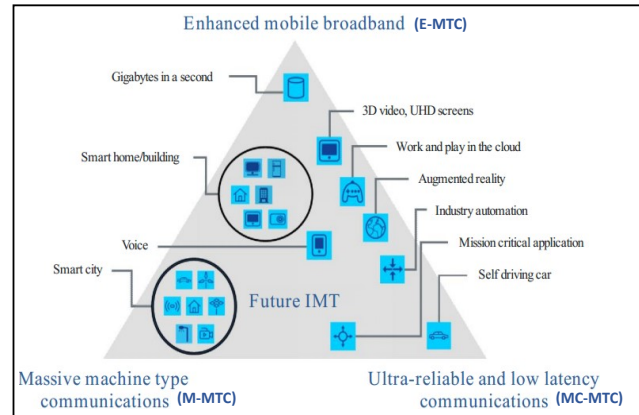 Enhanced mobile broadband (E-MTC)
Gigabytes in a second
3D video, UHD screens
Smart home/building
Work and play in the cloud
Augmented reality
Industry automation
Voice
Mission critical application
Smart city
Self driving car
Future IMT
Massive machine type
communications (M-MTC)
Ultra-reliable and low latency
communications (MC-MTC)